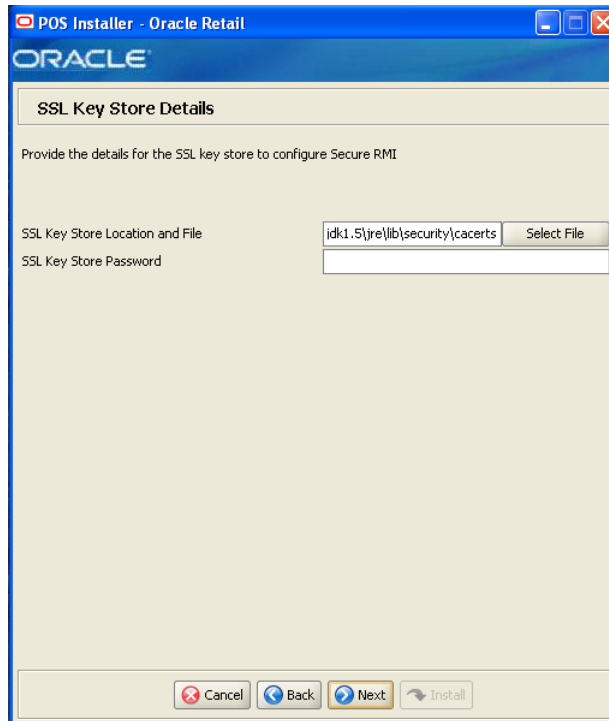 POS Installer - Oracle Retail
ORACLE
SSL Key Store Details
Provide the details for the SSL key store to configure Secure RMI
SSL Key Store Location and File jdk1.5\jre\lib\security\cacerts Select File
SSL Key Store Password
Cancel Back Next Install